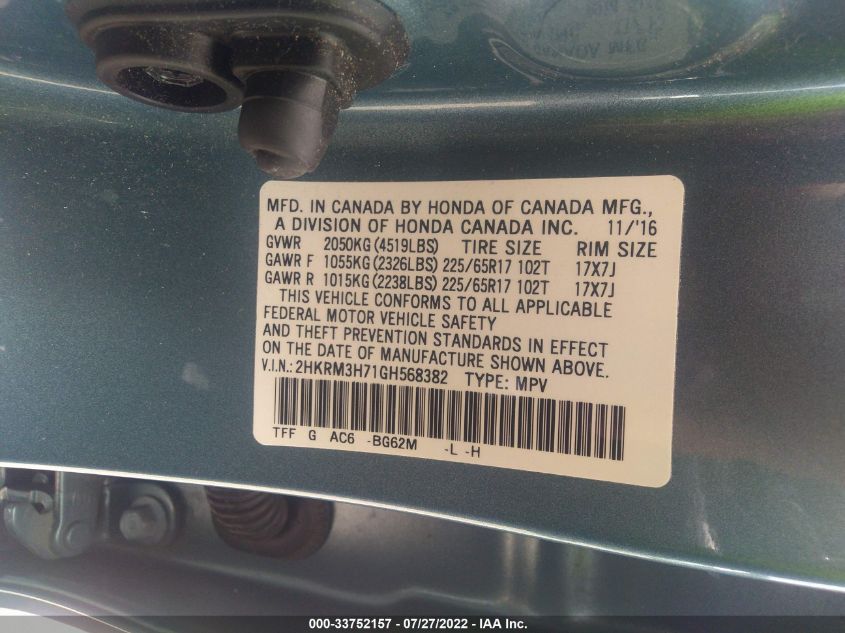 MFD. IN CANADA BY HONDA OF CANADA MFG.,
A DIVISION OF HONDA CANADA INC. 11/'16
GVWR 2050KG (4519LBS) TIRE SIZE RIM SIZE
GAWR F 1055KG (2326LBS) 225/65R17 102T 17X7J
GAWR R 1015KG (2238LBS) 225/65R17 102T 17X7J
THIS VEHICLE CONFORMS TO ALL APPLICABLE
FEDERAL MOTOR VEHICLE SAFETY
AND THEFT PREVENTION STANDARDS IN EFFECT
ON THE DATE OF MANUFACTURE SHOWN ABOVE.
V.I.N.: 2HKRM3H71GH568382 TYPE: MPV
TFF G AC6 -BG62M -L -H
000-33752157 - 07/27/2022 - IAA Inc.